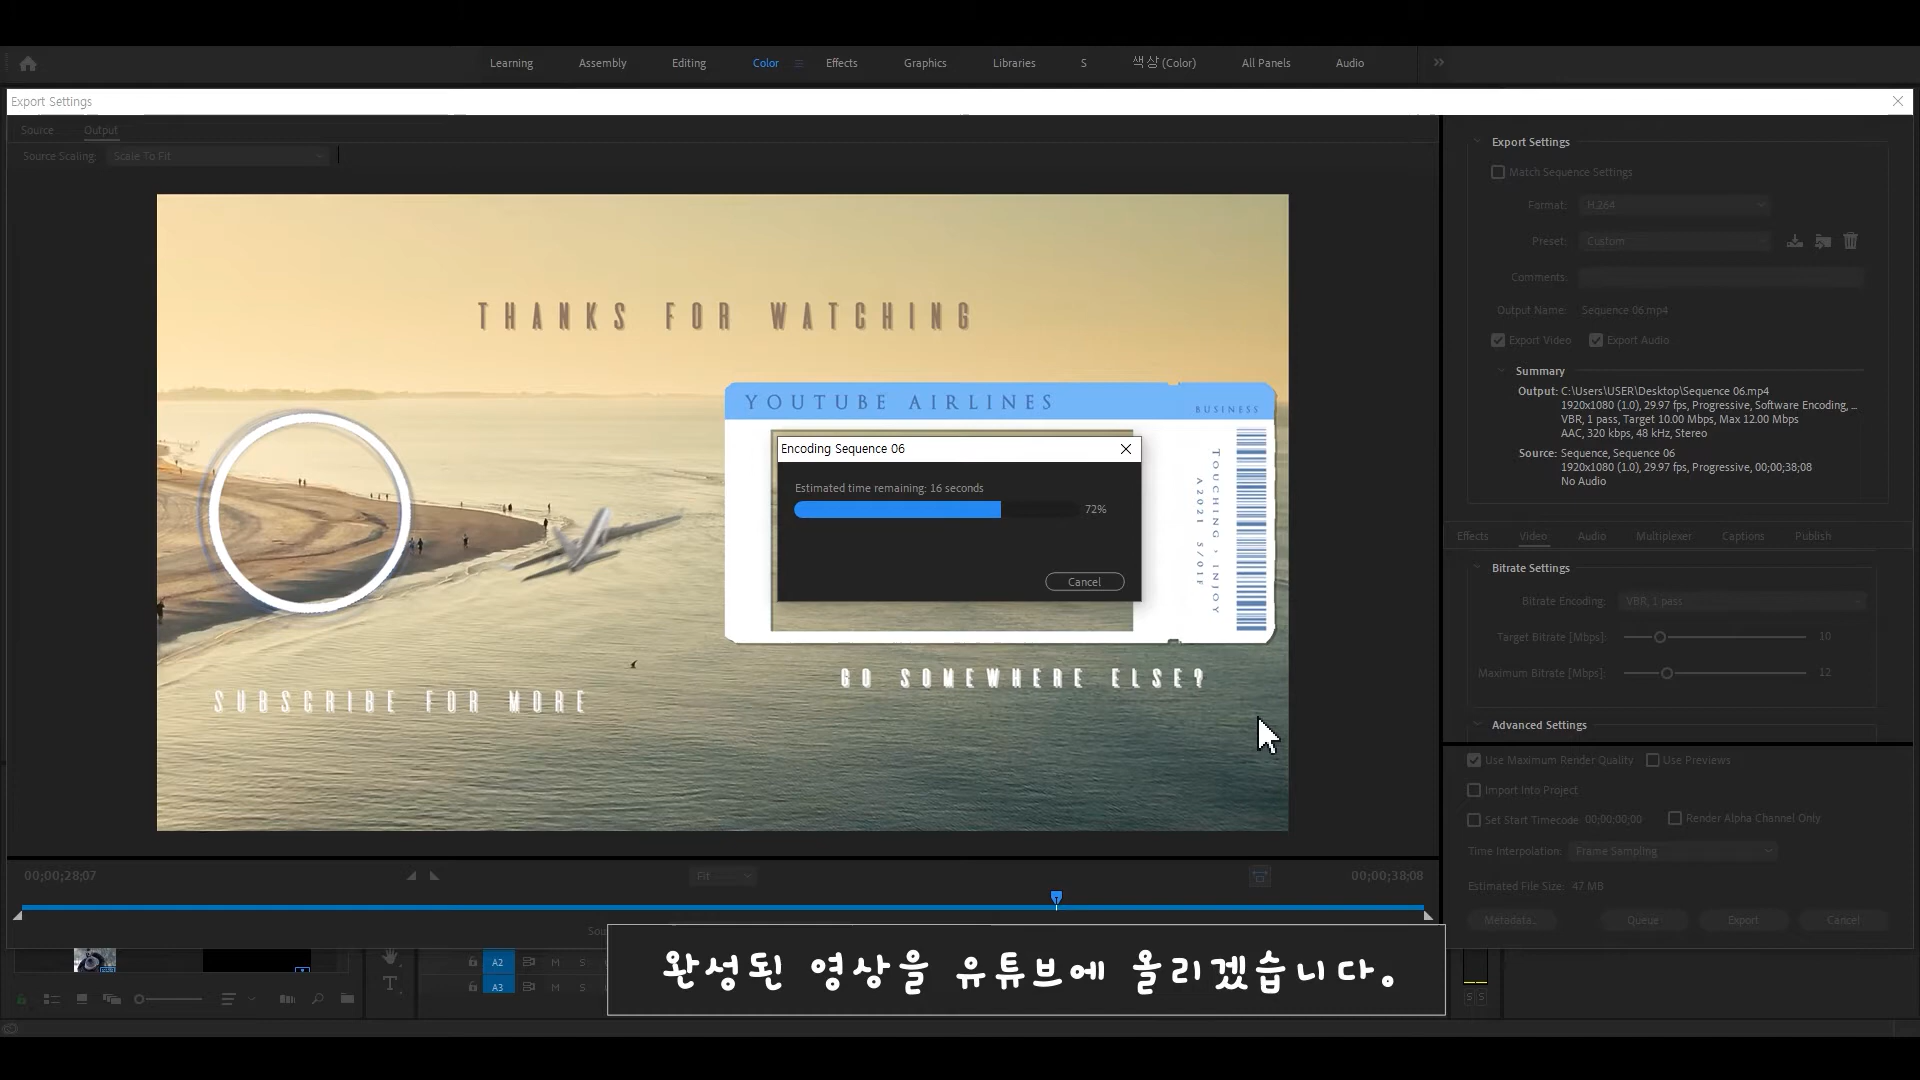 Learning Assembly Editing Color Effects Graphics Libraries S 색상 (Color) All Panels Audio
Export Settings
Source Output
Source Scaling: Scale To Fit
THANKS FOR WATCHING
YOUTUBE AIRLINES
BUSINESS
TOUCHING , INJOY
A2021 S/01F
Encoding Sequence 06
Estimated time remaining: 16 seconds
72%
Cancel
GO SOMEWHERE ELSE?
SUBSCRIBE FOR MORE
00;00;28;07
Fit
00;00;38;08
Export Settings
Match Sequence Settings
Format: H.264
Preset: Custom
Comments:
Output Name: Sequence 06.mp4
Export Video Export Audio
Summary
Output: C:\Users\USER\Desktop\Sequence 06.mp4
1920x1080 (1.0), 29.97 fps, Progressive, Software Encoding, ...
VBR, 1 pass, Target 10.00 Mbps, Max 12.00 Mbps
AAC, 320 kbps, 48 kHz, Stereo
Source: Sequence, Sequence 06
1920x1080 (1.0), 29.97 fps, Progressive, 00;00;38;08
No Audio
Effects Video Audio Multiplexer Captions Publish
Bitrate Settings
Bitrate Encoding: VBR, 1 pass
Target Bitrate [Mbps]: 10
Maximum Bitrate [Mbps]: 12
Advanced Settings
Use Maximum Render Quality Use Previews
Import Into Project
Set Start Timecode 00;00;00;00 Render Alpha Channel Only
Time Interpolation: Frame Sampling
Estimated File Size: 47 MB
Metadata... Queue Export Cancel
A2 M S
A3 M S
S S
완성된 영상을 유튜브에 올리겠습니다.